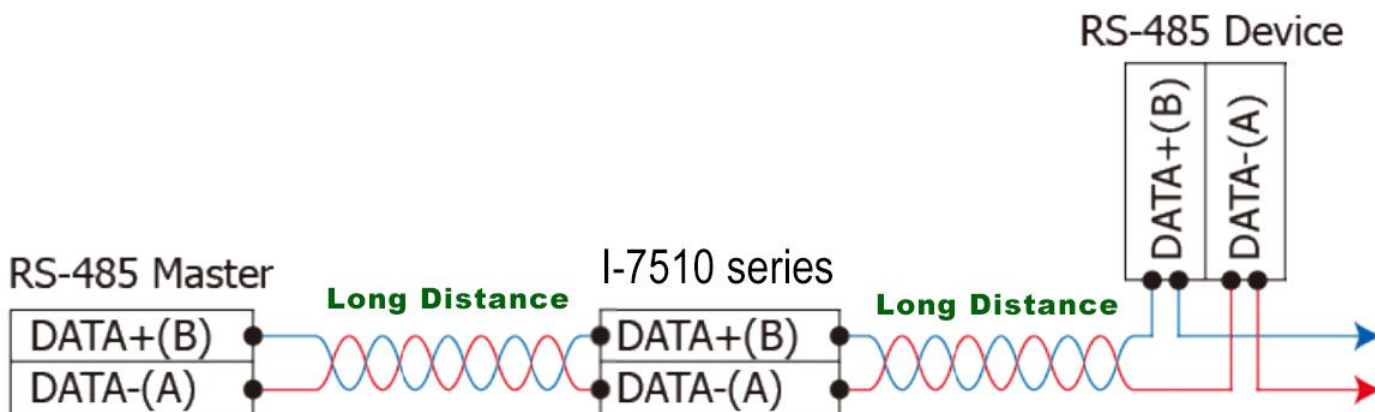 RS-485 Device
DATA+(B)
DATA-(A)
RS-485 Master
Long Distance
I-7510 series
Long Distance
DATA+(B)
DATA+(B)
DATA-(A)
DATA-(A)